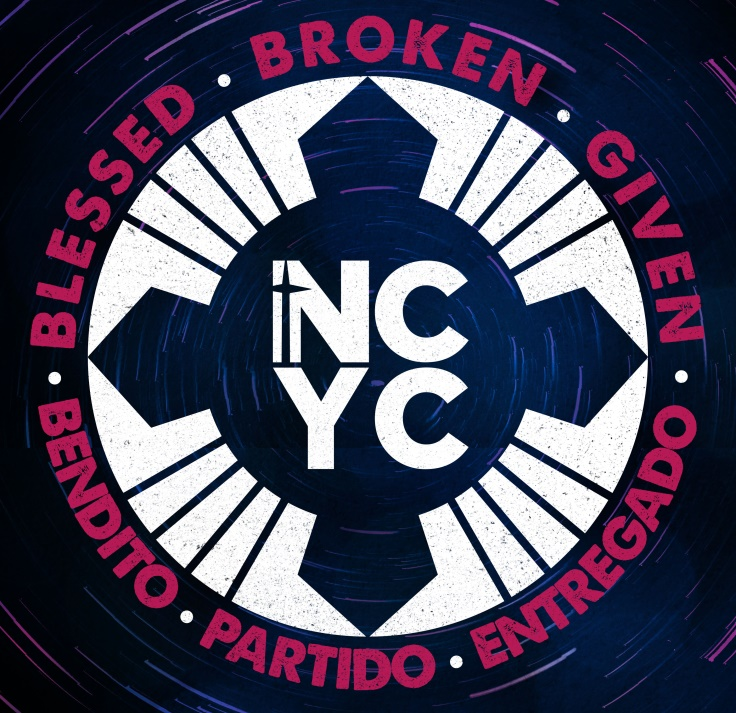 BLESSED • BROKEN • GIVEN
NC
YC
BENDITO • PARTIDO • ENTREGADO